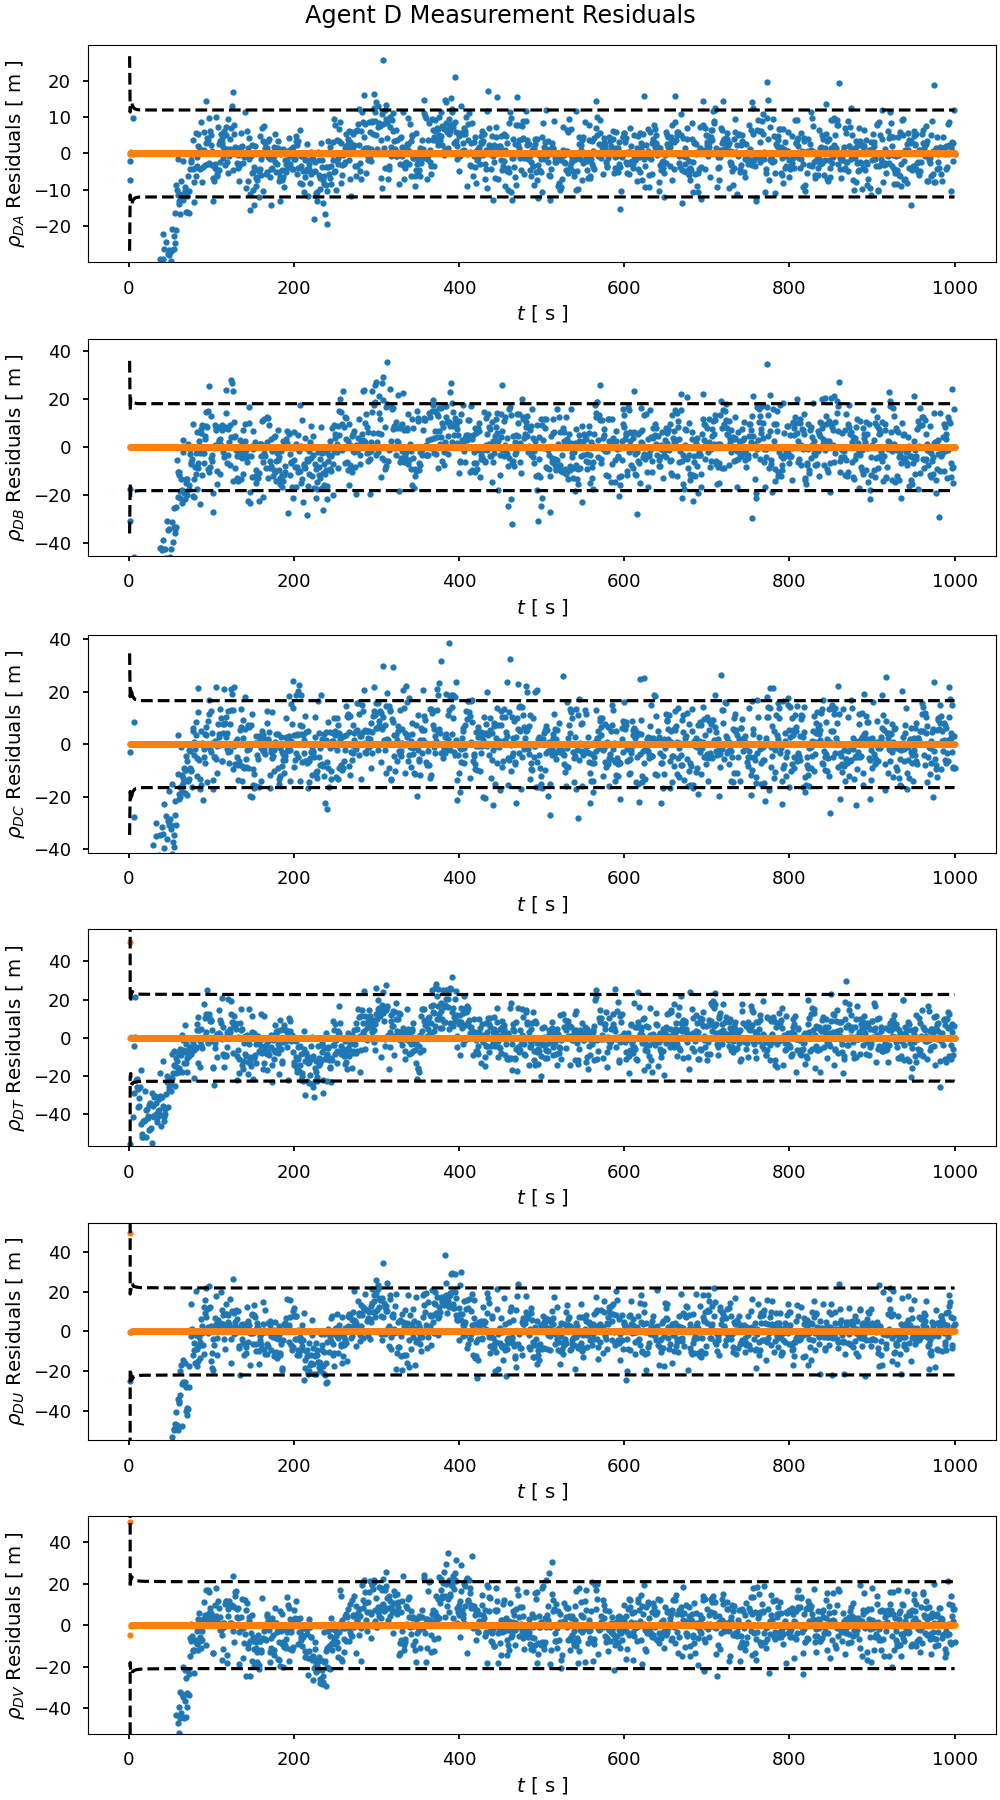 Agent D Measurement Residuals
ρDA Residuals [ m ]
20
10
0
−10
−20
0 200 400 600 800 1000
t [ s ]
ρDB Residuals [ m ]
40
20
0
−20
−40
0 200 400 600 800 1000
t [ s ]
ρDC Residuals [ m ]
40
20
0
−20
−40
0 200 400 600 800 1000
t [ s ]
ρDT Residuals [ m ]
40
20
0
−20
−40
0 200 400 600 800 1000
t [ s ]
ρDU Residuals [ m ]
40
20
0
−20
−40
0 200 400 600 800 1000
t [ s ]
ρDV Residuals [ m ]
40
20
0
−20
−40
0 200 400 600 800 1000
t [ s ]